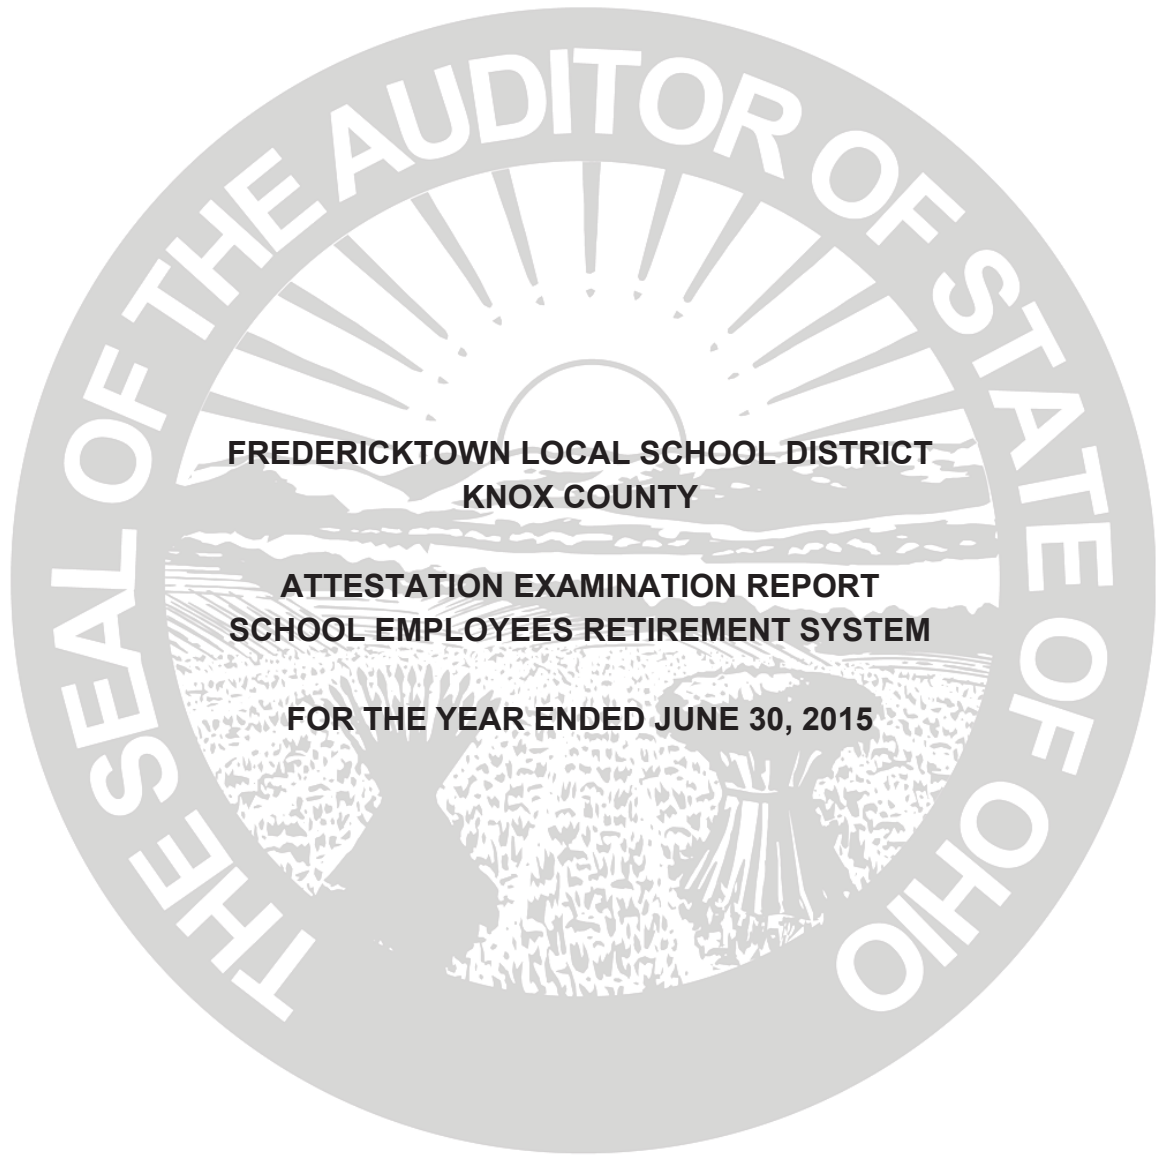 THE SEAL OF THE AUDITOR OF STATE OF OHIO
FREDERICKTOWN LOCAL SCHOOL DISTRICT
KNOX COUNTY
ATTESTATION EXAMINATION REPORT
SCHOOL EMPLOYEES RETIREMENT SYSTEM
FOR THE YEAR ENDED JUNE 30, 2015